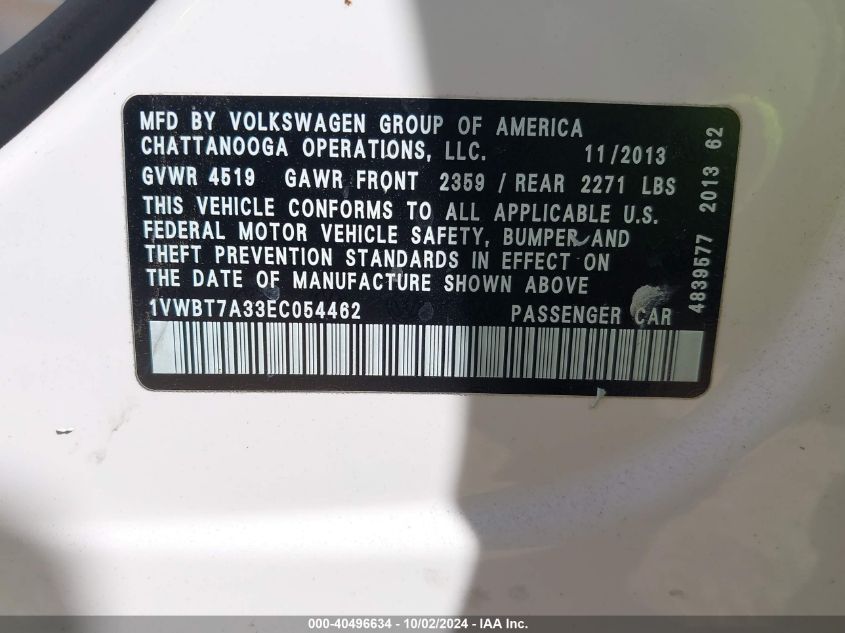 MFD BY VOLKSWAGEN GROUP OF AMERICA
CHATTANOOGA OPERATIONS, LLC. 11/2013
GVWR 4519 GAWR FRONT 2359 / REAR 2271 LBS
THIS VEHICLE CONFORMS TO ALL APPLICABLE U.S.
FEDERAL MOTOR VEHICLE SAFETY, BUMPER AND
THEFT PREVENTION STANDARDS IN EFFECT ON
THE DATE OF MANUFACTURE SHOWN ABOVE
1VWBT7A33EC054462 PASSENGER CAR
4839577 2013 62
000-40496634 - 10/02/2024 - IAA Inc.